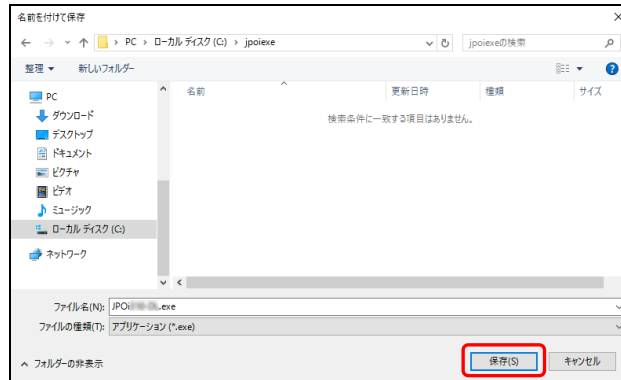 名前を付けて保存
PC › ローカル ディスク (C:) › jpoiexe
jpoiexeの検索
整理 新しいフォルダー
名前 更新日時 種類 サイズ
検索条件に一致する項目はありません。
PC
ダウンロード
デスクトップ
ドキュメント
ピクチャ
ビデオ
ミュージック
ローカル ディスク (C:)
ネットワーク
ファイル名(N): JPOi .exe
ファイルの種類(T): アプリケーション (*.exe)
フォルダーの非表示
保存(S) キャンセル